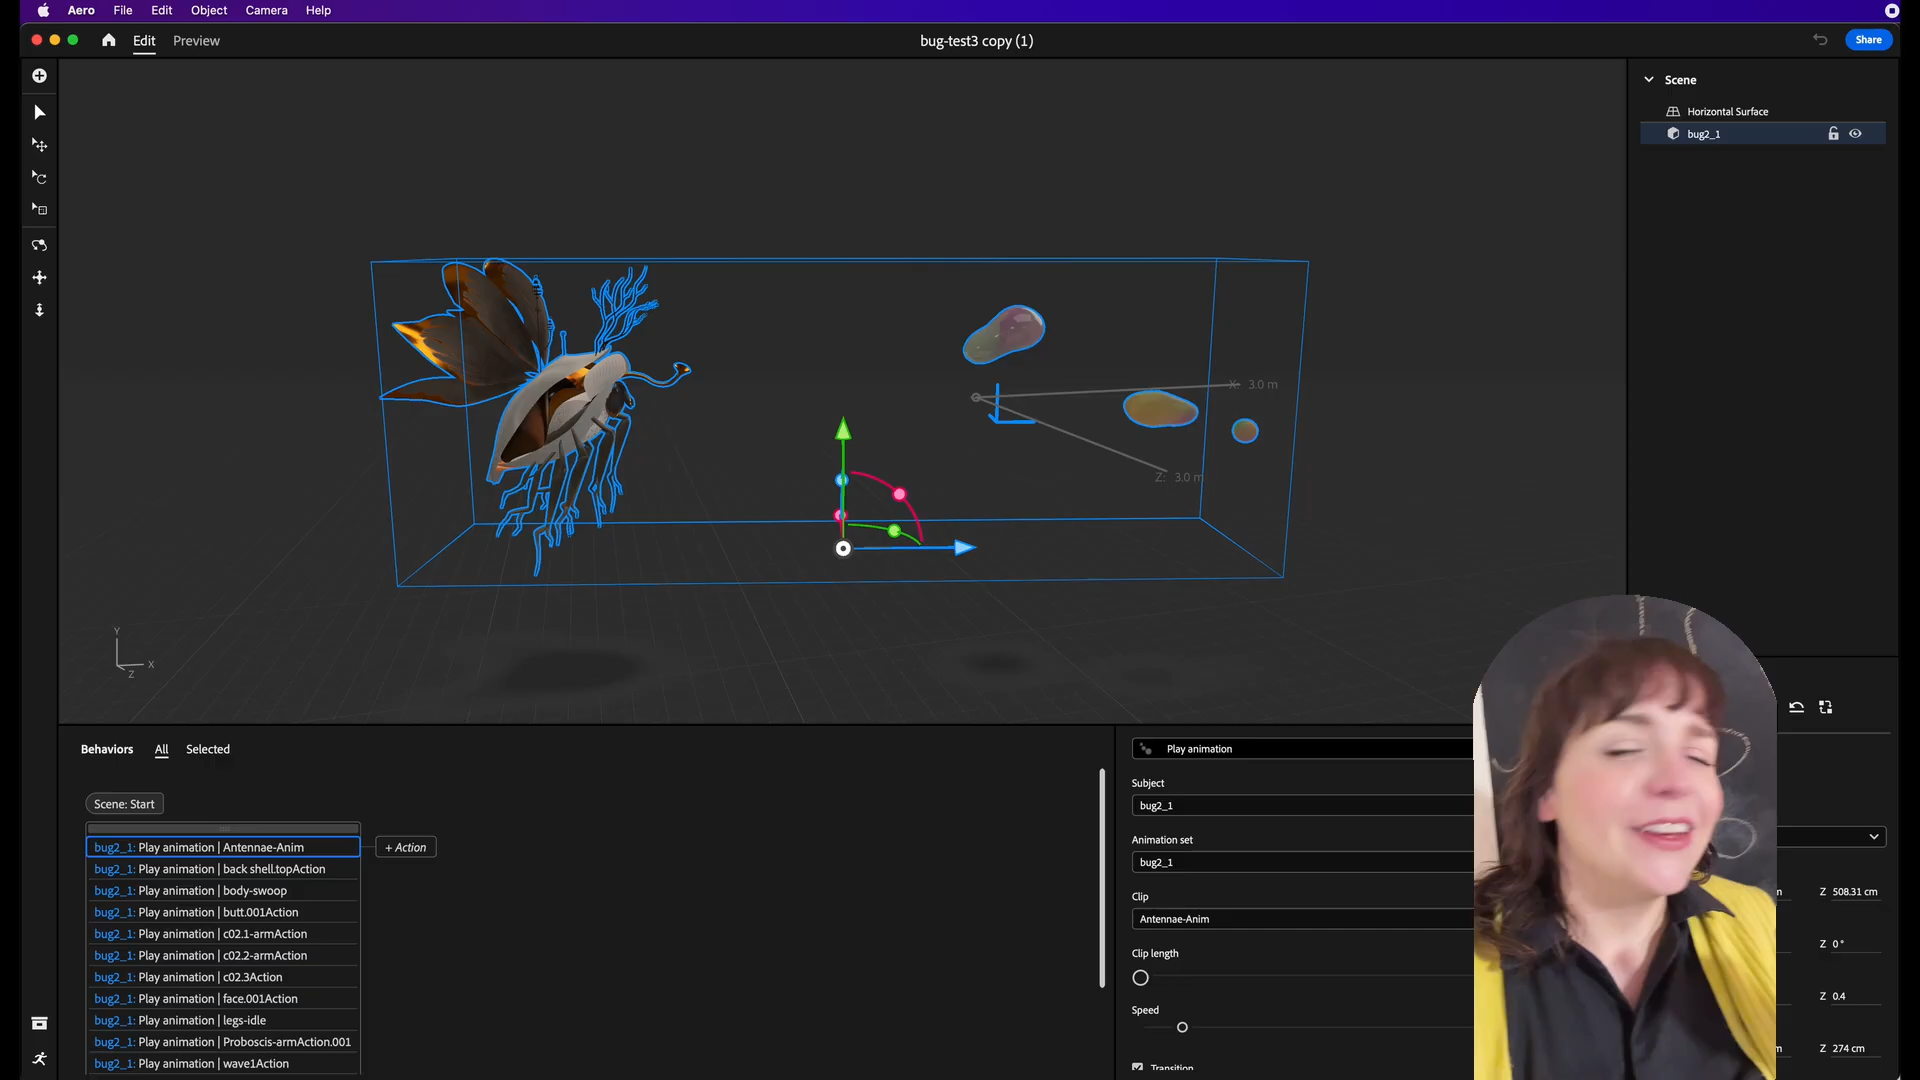 Aero File Edit Object Camera Help
Edit Preview
bug-test3 copy (1)
Share
Scene
Horizontal Surface
bug2_1
X: 3.0 m
Z: 3.0 m
Y
X
Z
Behaviors All Selected
Scene: Start
bug2_1: Play animation | Antennae-Anim
+ Action
bug2_1: Play animation | back shell.topAction
bug2_1: Play animation | body-swoop
bug2_1: Play animation | butt.001Action
bug2_1: Play animation | c02.1-armAction
bug2_1: Play animation | c02.2-armAction
bug2_1: Play animation | c02.3Action
bug2_1: Play animation | face.001Action
bug2_1: Play animation | legs-idle
bug2_1: Play animation | Proboscis-armAction.001
bug2_1: Play animation | wave1Action
Play animation
Subject
bug2_1
Animation set
bug2_1
Clip
Antennae-Anim
Clip length
Speed
Transition
m Z 508.31 cm
Z 0°
Z 0.4
m Z 274 cm